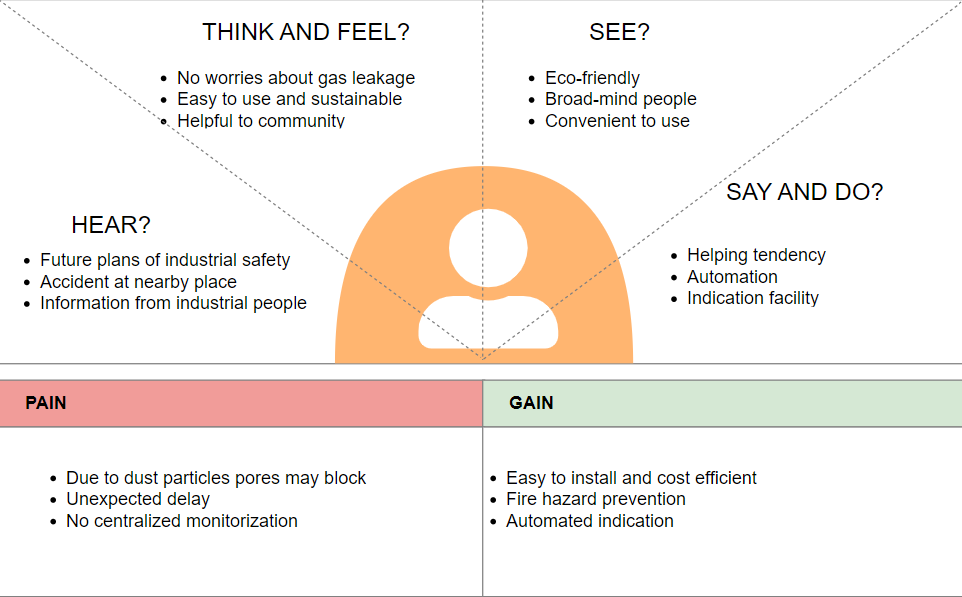 THINK AND FEEL?
No worries about gas leakage
Easy to use and sustainable
Helpful to community
SEE?
Eco-friendly
Broad-mind people
Convenient to use
HEAR?
Future plans of industrial safety
Accident at nearby place
Information from industrial people
SAY AND DO?
Helping tendency
Automation
Indication facility
PAIN
Due to dust particles pores may block
Unexpected delay
No centralized monitorization
GAIN
Easy to install and cost efficient
Fire hazard prevention
Automated indication